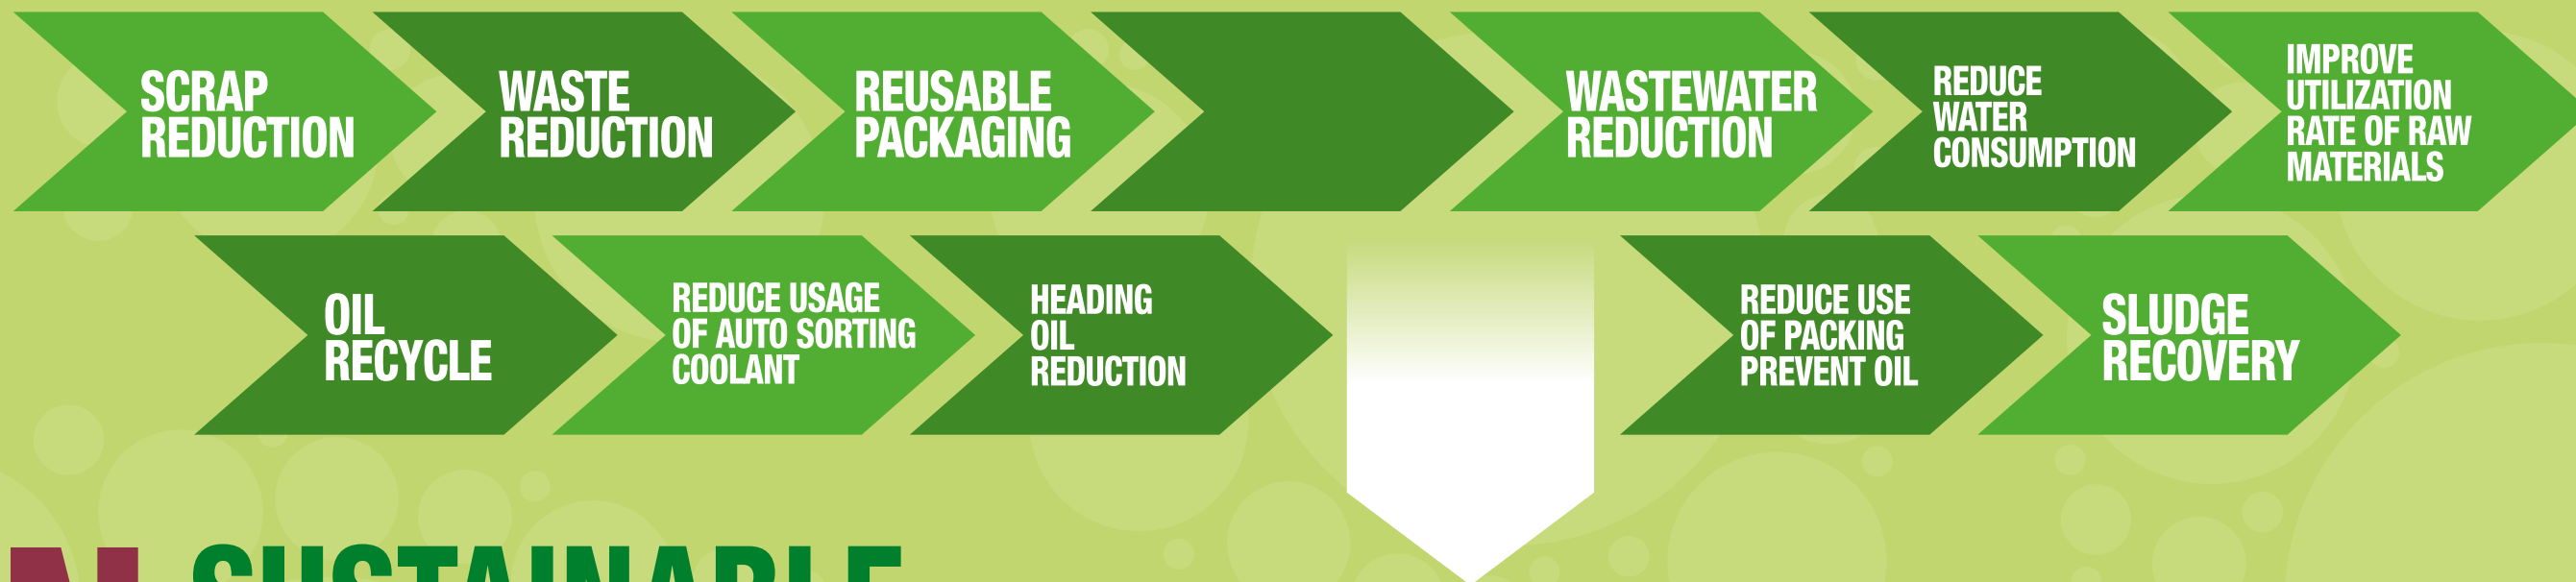 SCRAP
REDUCTION
WASTE
REDUCTION
REUSABLE
PACKAGING
WASTEWATER
REDUCTION
REDUCE
WATER
CONSUMPTION
IMPROVE
UTILIZATION
RATE OF RAW
MATERIALS
OIL
RECYCLE
REDUCE USAGE
OF AUTO SORTING
COOLANT
HEADING
OIL
REDUCTION
REDUCE USE
OF PACKING
PREVENT OIL
SLUDGE
RECOVERY
SUSTAINABLE